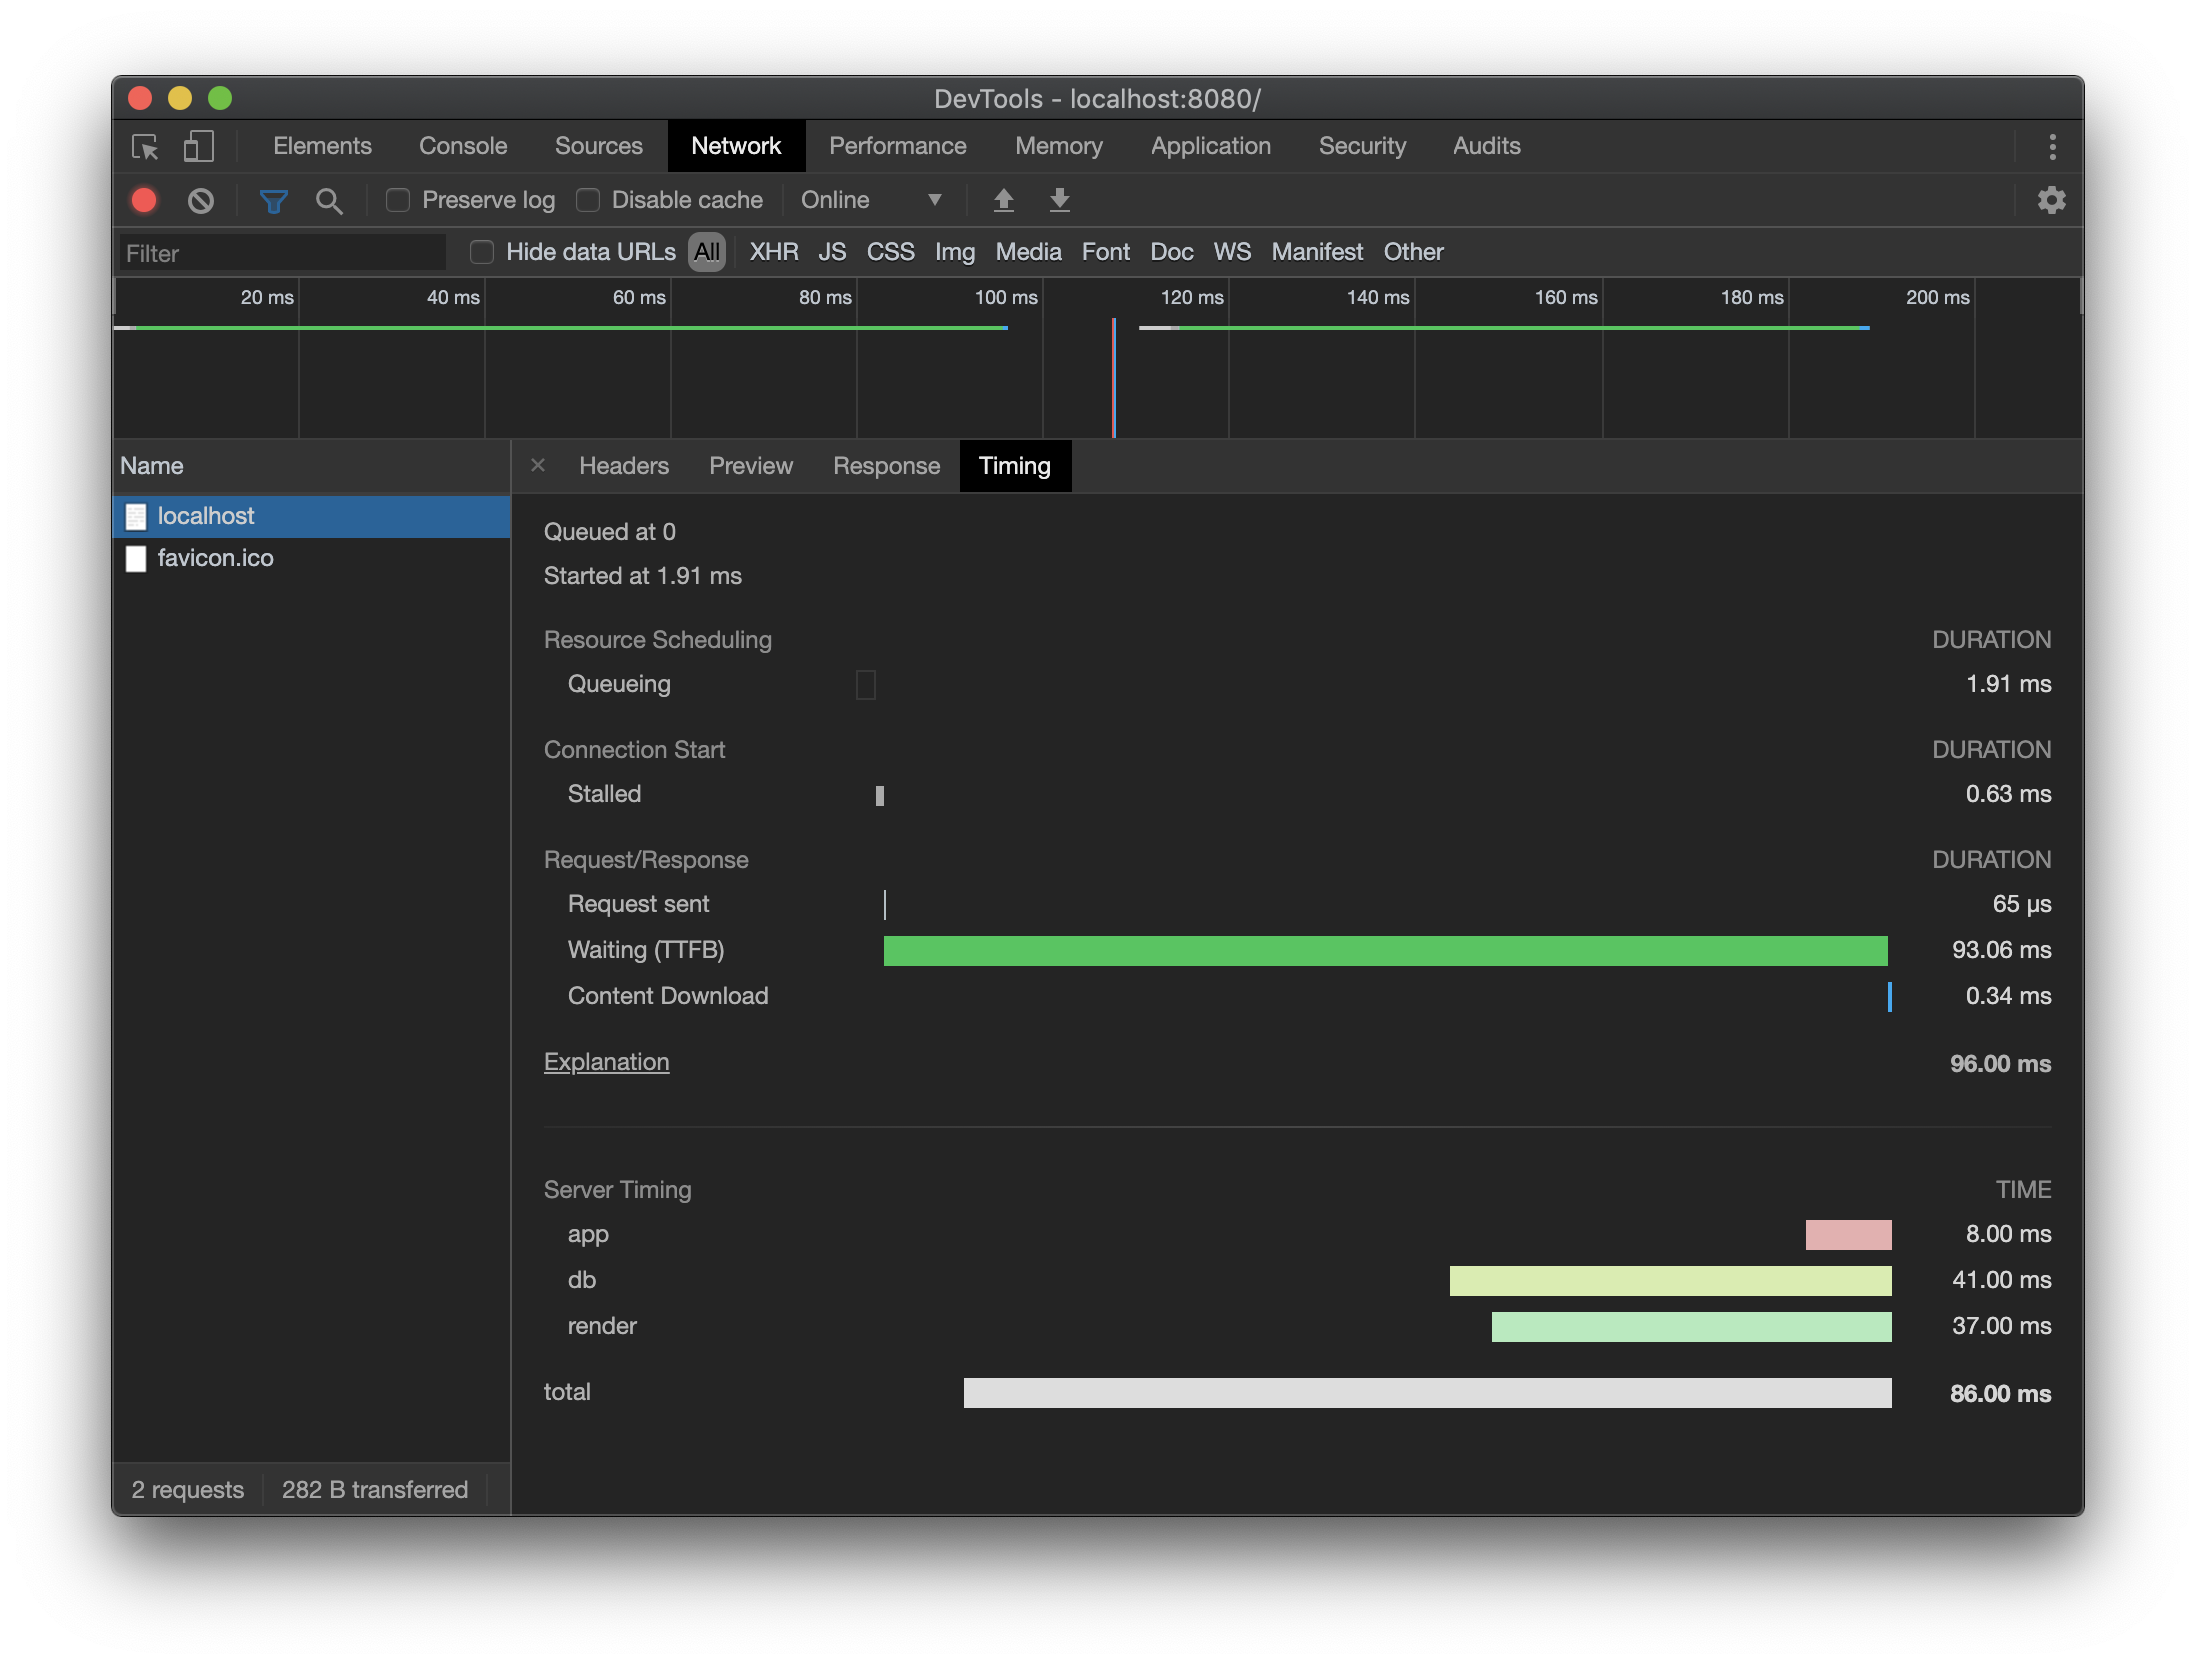 DevTools - localhost:8080/
Elements Console Sources Network Performance Memory Application Security Audits
Preserve log Disable cache Online
Filter Hide data URLs All XHR JS CSS Img Media Font Doc WS Manifest Other
20 ms 40 ms 60 ms 80 ms 100 ms 120 ms 140 ms 160 ms 180 ms 200 ms
Name
localhost
favicon.ico
Headers Preview Response Timing
Queued at 0
Started at 1.91 ms
Resource Scheduling DURATION
Queueing 1.91 ms
Connection Start DURATION
Stalled 0.63 ms
Request/Response DURATION
Request sent 65 µs
Waiting (TTFB) 93.06 ms
Content Download 0.34 ms
Explanation 96.00 ms
Server Timing TIME
app 8.00 ms
db 41.00 ms
render 37.00 ms
total 86.00 ms
2 requests 282 B transferred